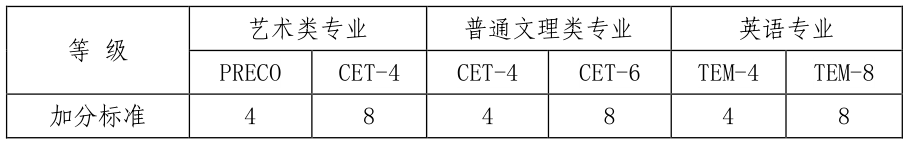 等 级 艺术类专业 普通文理类专业 英语专业
PRECO CET-4 CET-4 CET-6 TEM-4 TEM-8
加分标准 4 8 4 8 4 8